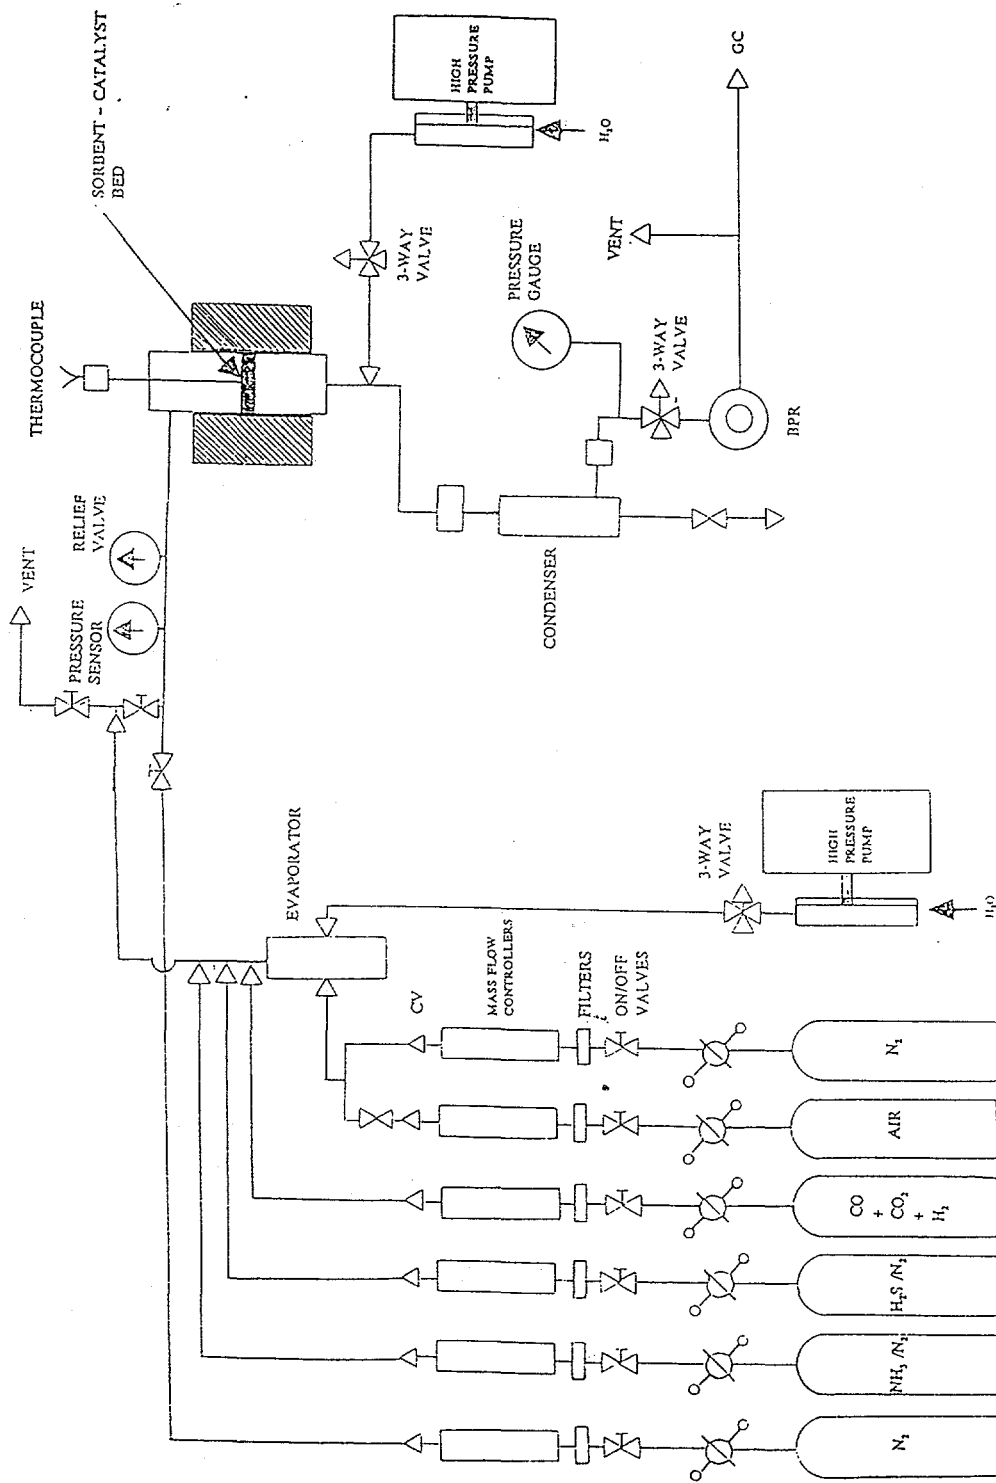 VENT
PRESSURE
SENSOR
RELIEF
VALVE
THERMOCOUPLE
SORBENT - CATALYST
BED
EVAPORATOR
3-WAY
VALVE
HIGH
PRESSURE
PUMP
H₂O
CV
MASS FLOW
CONTROLLERS
FILTERS
ON/OFF
VALVES
3-WAY
VALVE
HIGH
PRESSURE
PUMP
H₂O
CONDENSER
PRESSURE
GAUGE
3-WAY
VALVE
BPR
VENT
GC
N₂
NH₃/N₂
H₂S/N₂
CO
+
CO₂
+
H₂
AIR
N₂